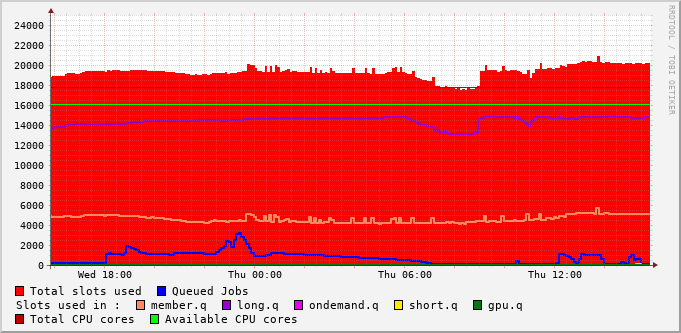 24000
22000
20000
18000
16000
14000
12000
10000
8000
6000
4000
2000
0
Wed 18:00 Thu 00:00 Thu 06:00 Thu 12:00
RRDTOOL / TOBI OETIKER
Total slots used Queued Jobs
Slots used in : member.q long.q ondemand.q short.q gpu.q
Total CPU cores Available CPU cores